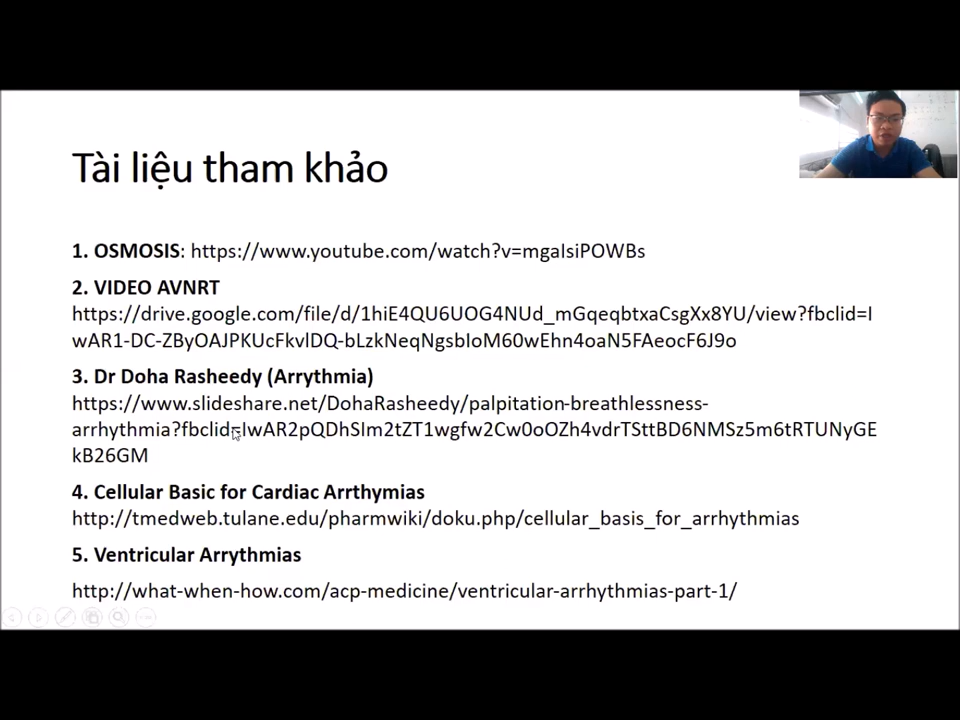 Tài liệu tham khảo
1. OSMOSIS: https://www.youtube.com/watch?v=mgaIsiPOWBs
2. VIDEO AVNRT
https://drive.google.com/file/d/1hiE4QU6UOG4NUd_mGqeqbtxaCsgXx8YU/view?fbclid=I
wAR1-DC-ZByOAJPKUcFkvlDQ-bLzkNeqNgsbIoM60wEhn4oaN5FAeocF6J9o
3. Dr Doha Rasheedy (Arrythmia)
https://www.slideshare.net/DohaRasheedy/palpitation-breathlessness-
arrhythmia?fbclid=IwAR2pQDhSIm2tZT1wgfw2Cw0oOZh4vdrTSttBD6NMSz5m6tRTUNyGE
kB26GM
4. Cellular Basic for Cardiac Arrthymias
http://tmedweb.tulane.edu/pharmwiki/doku.php/cellular_basis_for_arrhythmias
5. Ventricular Arrythmias
http://what-when-how.com/acp-medicine/ventricular-arrhythmias-part-1/